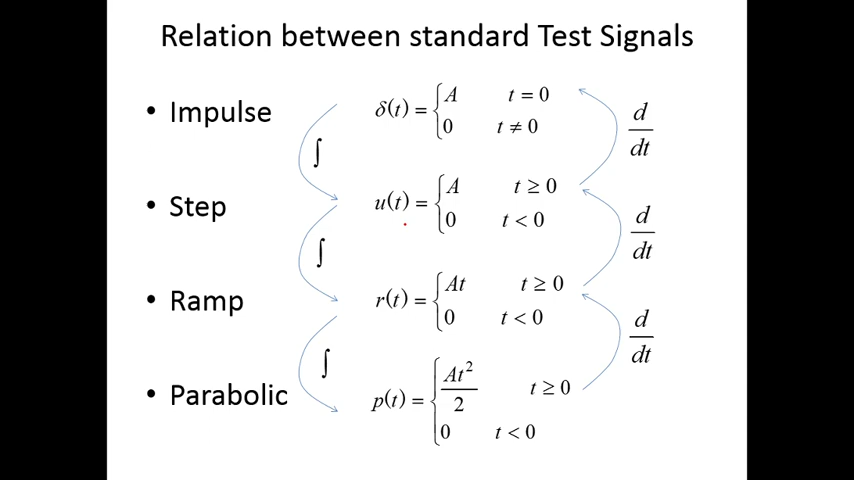 Relation between standard Test Signals
• Impulse
δ(t) = { A t = 0
0 t ≠ 0
∫
d/dt
• Step
u(t) = { A t ≥ 0
0 t < 0
∫
d/dt
• Ramp
r(t) = { At t ≥ 0
0 t < 0
∫
d/dt
• Parabolic
p(t) = { At²/2 t ≥ 0
0 t < 0